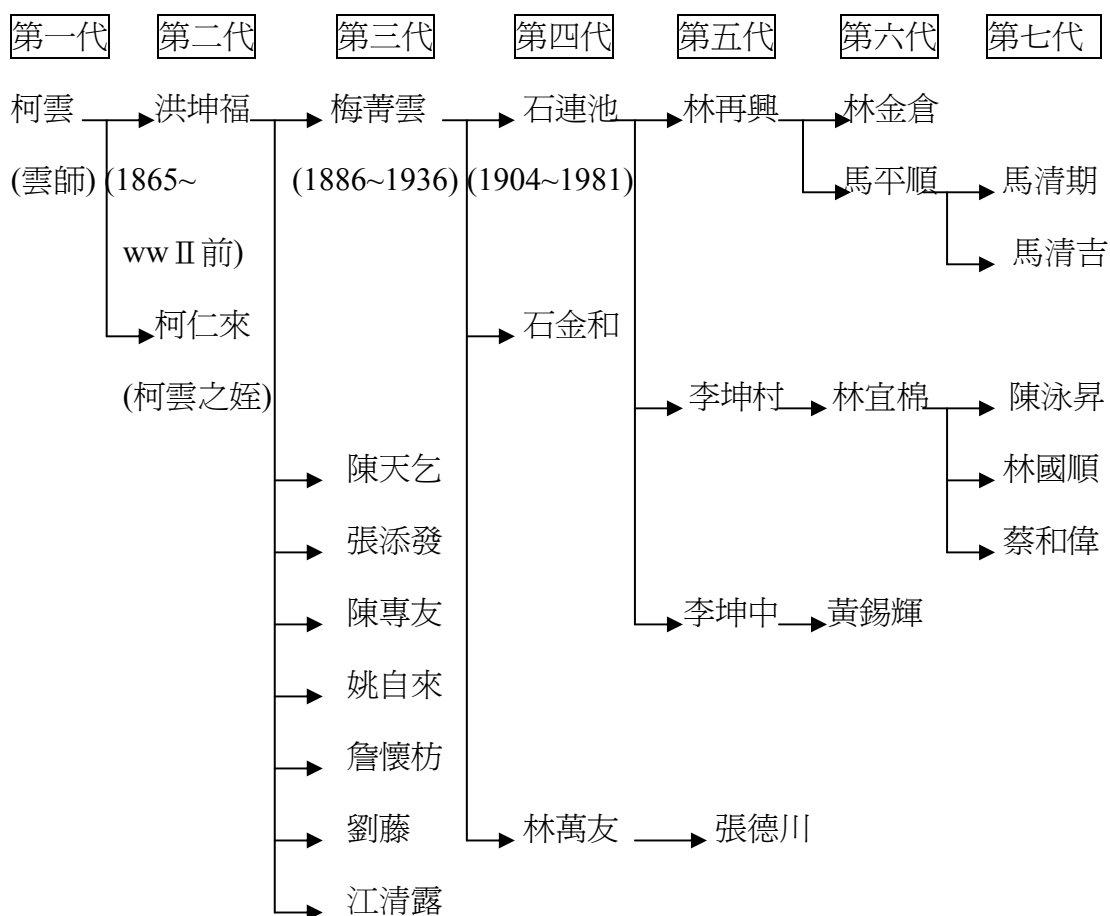 第一代 第二代 第三代 第四代 第五代 第六代 第七代
柯雲 洪坤福 梅菁雲 石連池 林再興 林金倉
(雲師) (1865~ (1886~1936) (1904~1981) 馬平順 馬清期
wwⅡ前) 馬清吉
柯仁來 石金和
(柯雲之姪) 李坤村 林宜棉 陳泳昇
陳天乞 林國順
張添發 蔡和偉
陳專友 李坤中 黃錫輝
姚自來
詹懷枋
劉藤 林萬友 張德川
江清露